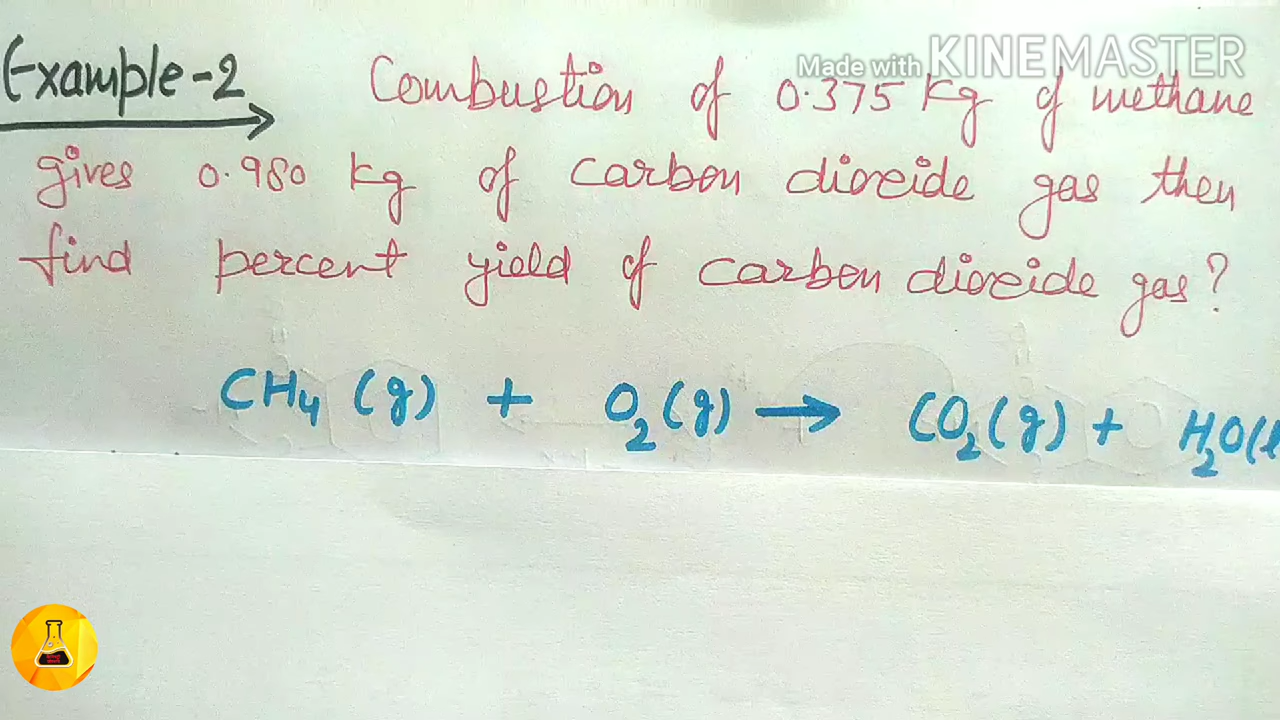 Made with KINEMASTER
Example-2 Combustion of 0.375 Kg of methane
gives 0.980 Kg of carbon dioxide gas then
find percent yield of carbon dioxide gas?
CH4 (g) + O2(g) → CO2(g) + H2O(l